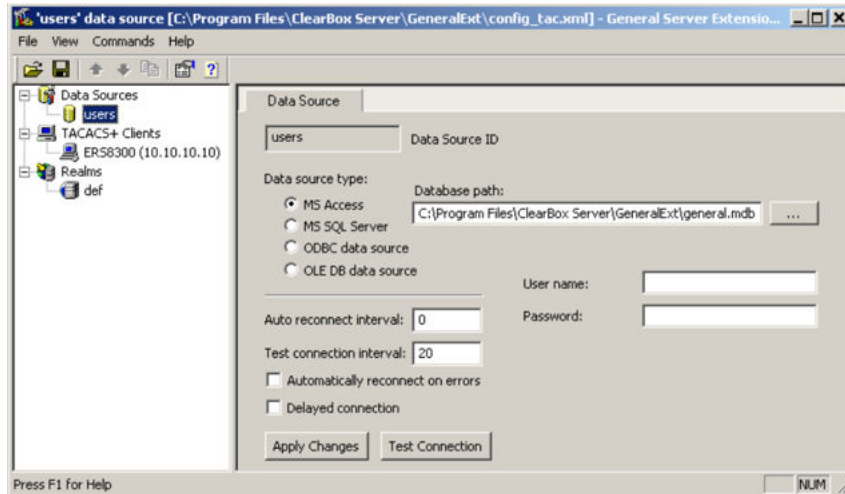 'users' data source [C:\Program Files\ClearBox Server\GeneralExt\config_tac.xml] - General Server Extensio...
File View Commands Help
Data Sources
users
TACACS+ Clients
ERS8300 (10.10.10.10)
Realms
def
Data Source
users Data Source ID
Data source type:
Database path:
MS Access
C:\Program Files\ClearBox Server\GeneralExt\general.mdb ...
MS SQL Server
ODBC data source
OLE DB data source
User name:
Auto reconnect interval: 0
Password:
Test connection interval: 20
Automatically reconnect on errors
Delayed connection
Apply Changes Test Connection
Press F1 for Help NUM